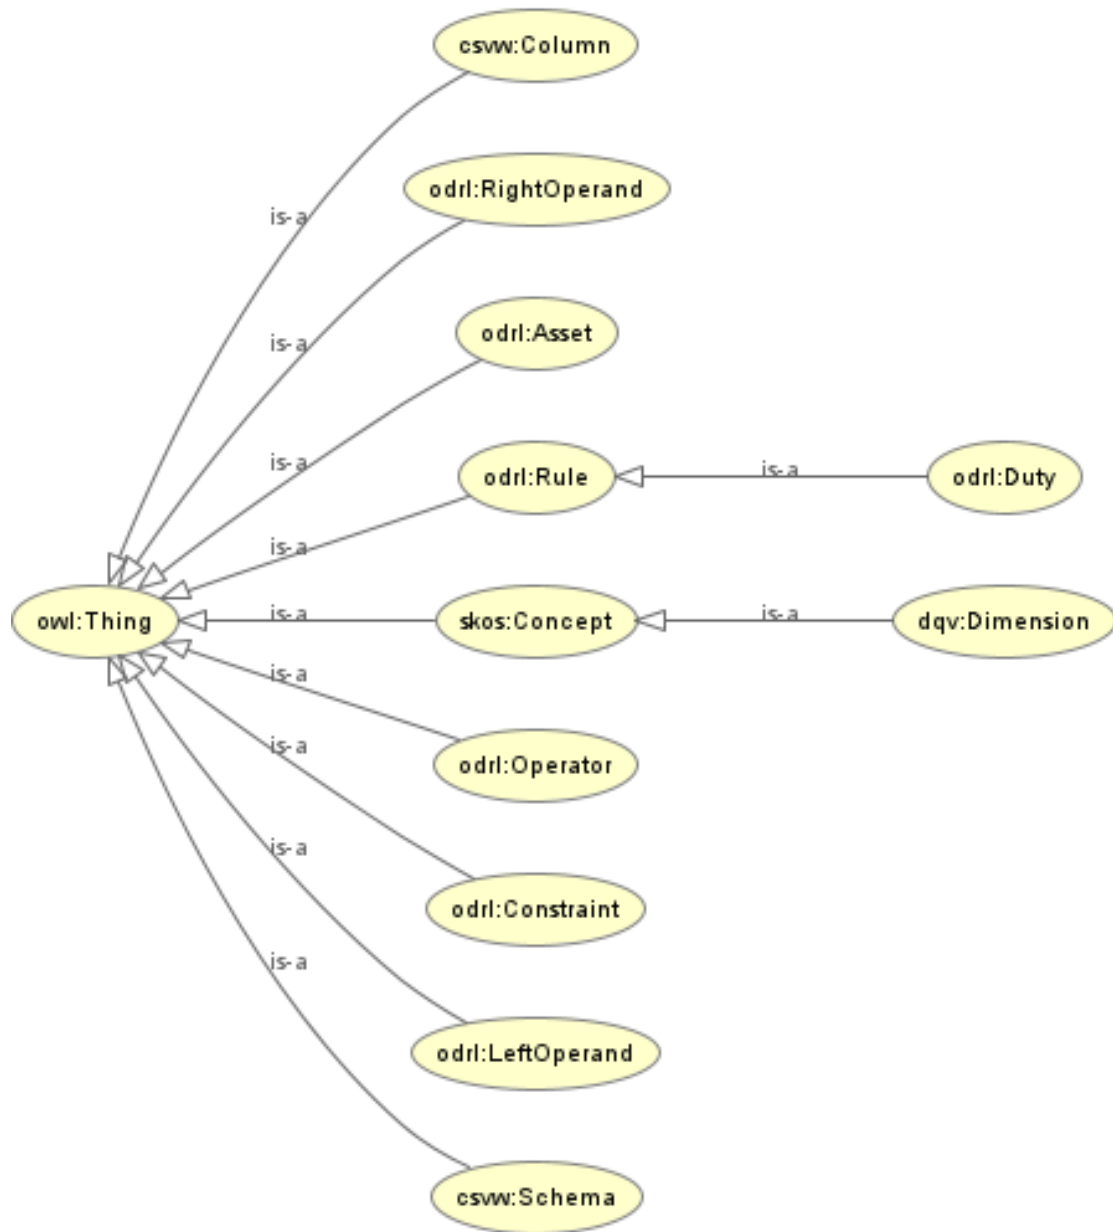 csvw:Column
is-a
odrl:RightOperand
is-a
odrl:Asset
is-a
odrl:Rule
is-a
odrl:Duty
is-a
owl:Thing
is-a
skos:Concept
is-a
dqv:Dimension
is-a
odrl:Operator
is-a
odrl:Constraint
is-a
odrl:LeftOperand
is-a
csvw:Schema